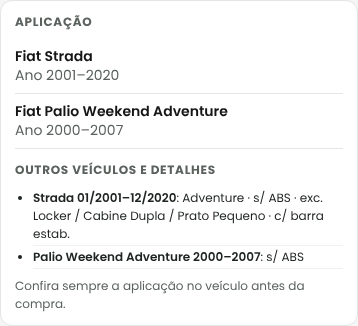 APLICAÇÃO
Fiat Strada
Ano 2001–2020
Fiat Palio Weekend Adventure
Ano 2000–2007
OUTROS VEÍCULOS E DETALHES
• Strada 01/2001–12/2020: Adventure · s/ ABS · exc.
Locker / Cabine Dupla / Prato Pequeno · c/ barra
estab.
• Palio Weekend Adventure 2000–2007: s/ ABS
Confira sempre a aplicação no veículo antes da
compra.